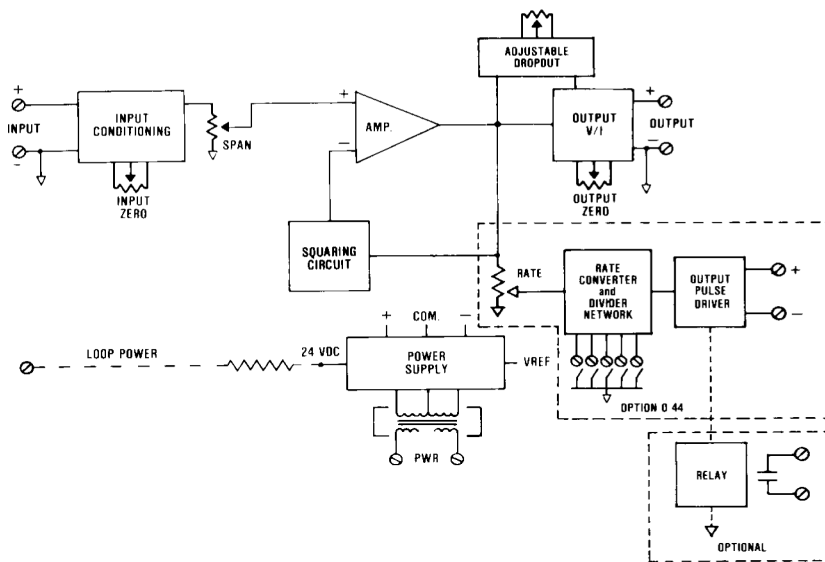 ADJUSTABLE
DROPOUT
+
INPUT
−
INPUT
CONDITIONING
SPAN
INPUT
ZERO
+
−
AMP.
OUTPUT
V/I
+
OUTPUT
−
OUTPUT
ZERO
SQUARING
CIRCUIT
RATE
RATE
CONVERTER
and
DIVIDER
NETWORK
OUTPUT
PULSE
DRIVER
+
−
OPTION 0 44
+ COM. −
LOOP POWER
24 VDC
POWER
SUPPLY
VREF
PWR
RELAY
OPTIONAL